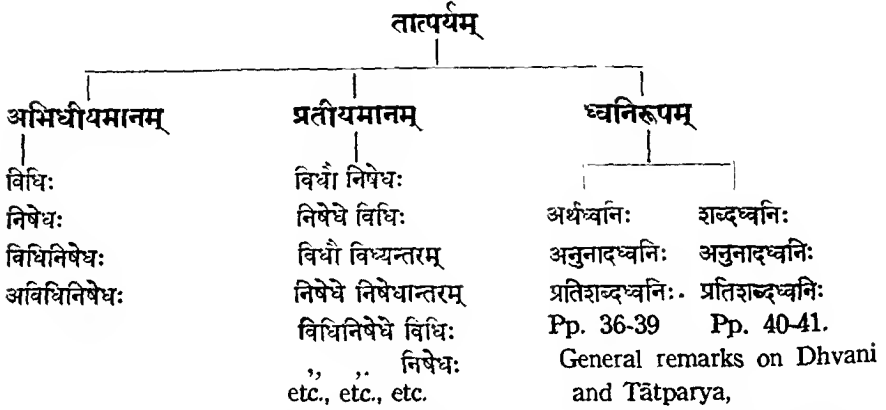 तात्पर्यम्
अभिधीयमानम् प्रतीयमानम् ध्वनिरूपम्
विधिः विधौ निषेधः
निषेधः निषेधे विधिः अर्थध्वनिः शब्दध्वनिः
विधिनिषेधः विधौ विध्यन्तरम् अनुनादध्वनिः अनुनादध्वनिः
अविधिनिषेधः निषेधे निषेधान्तरम् प्रतिशब्दध्वनिः. प्रतिशब्दध्वनिः
विधिनिषेधे विधिः Pp. 36-39 Pp. 40-41.
,, ,. निषेधः General remarks on Dhvani
etc., etc., etc. and Tātparya,